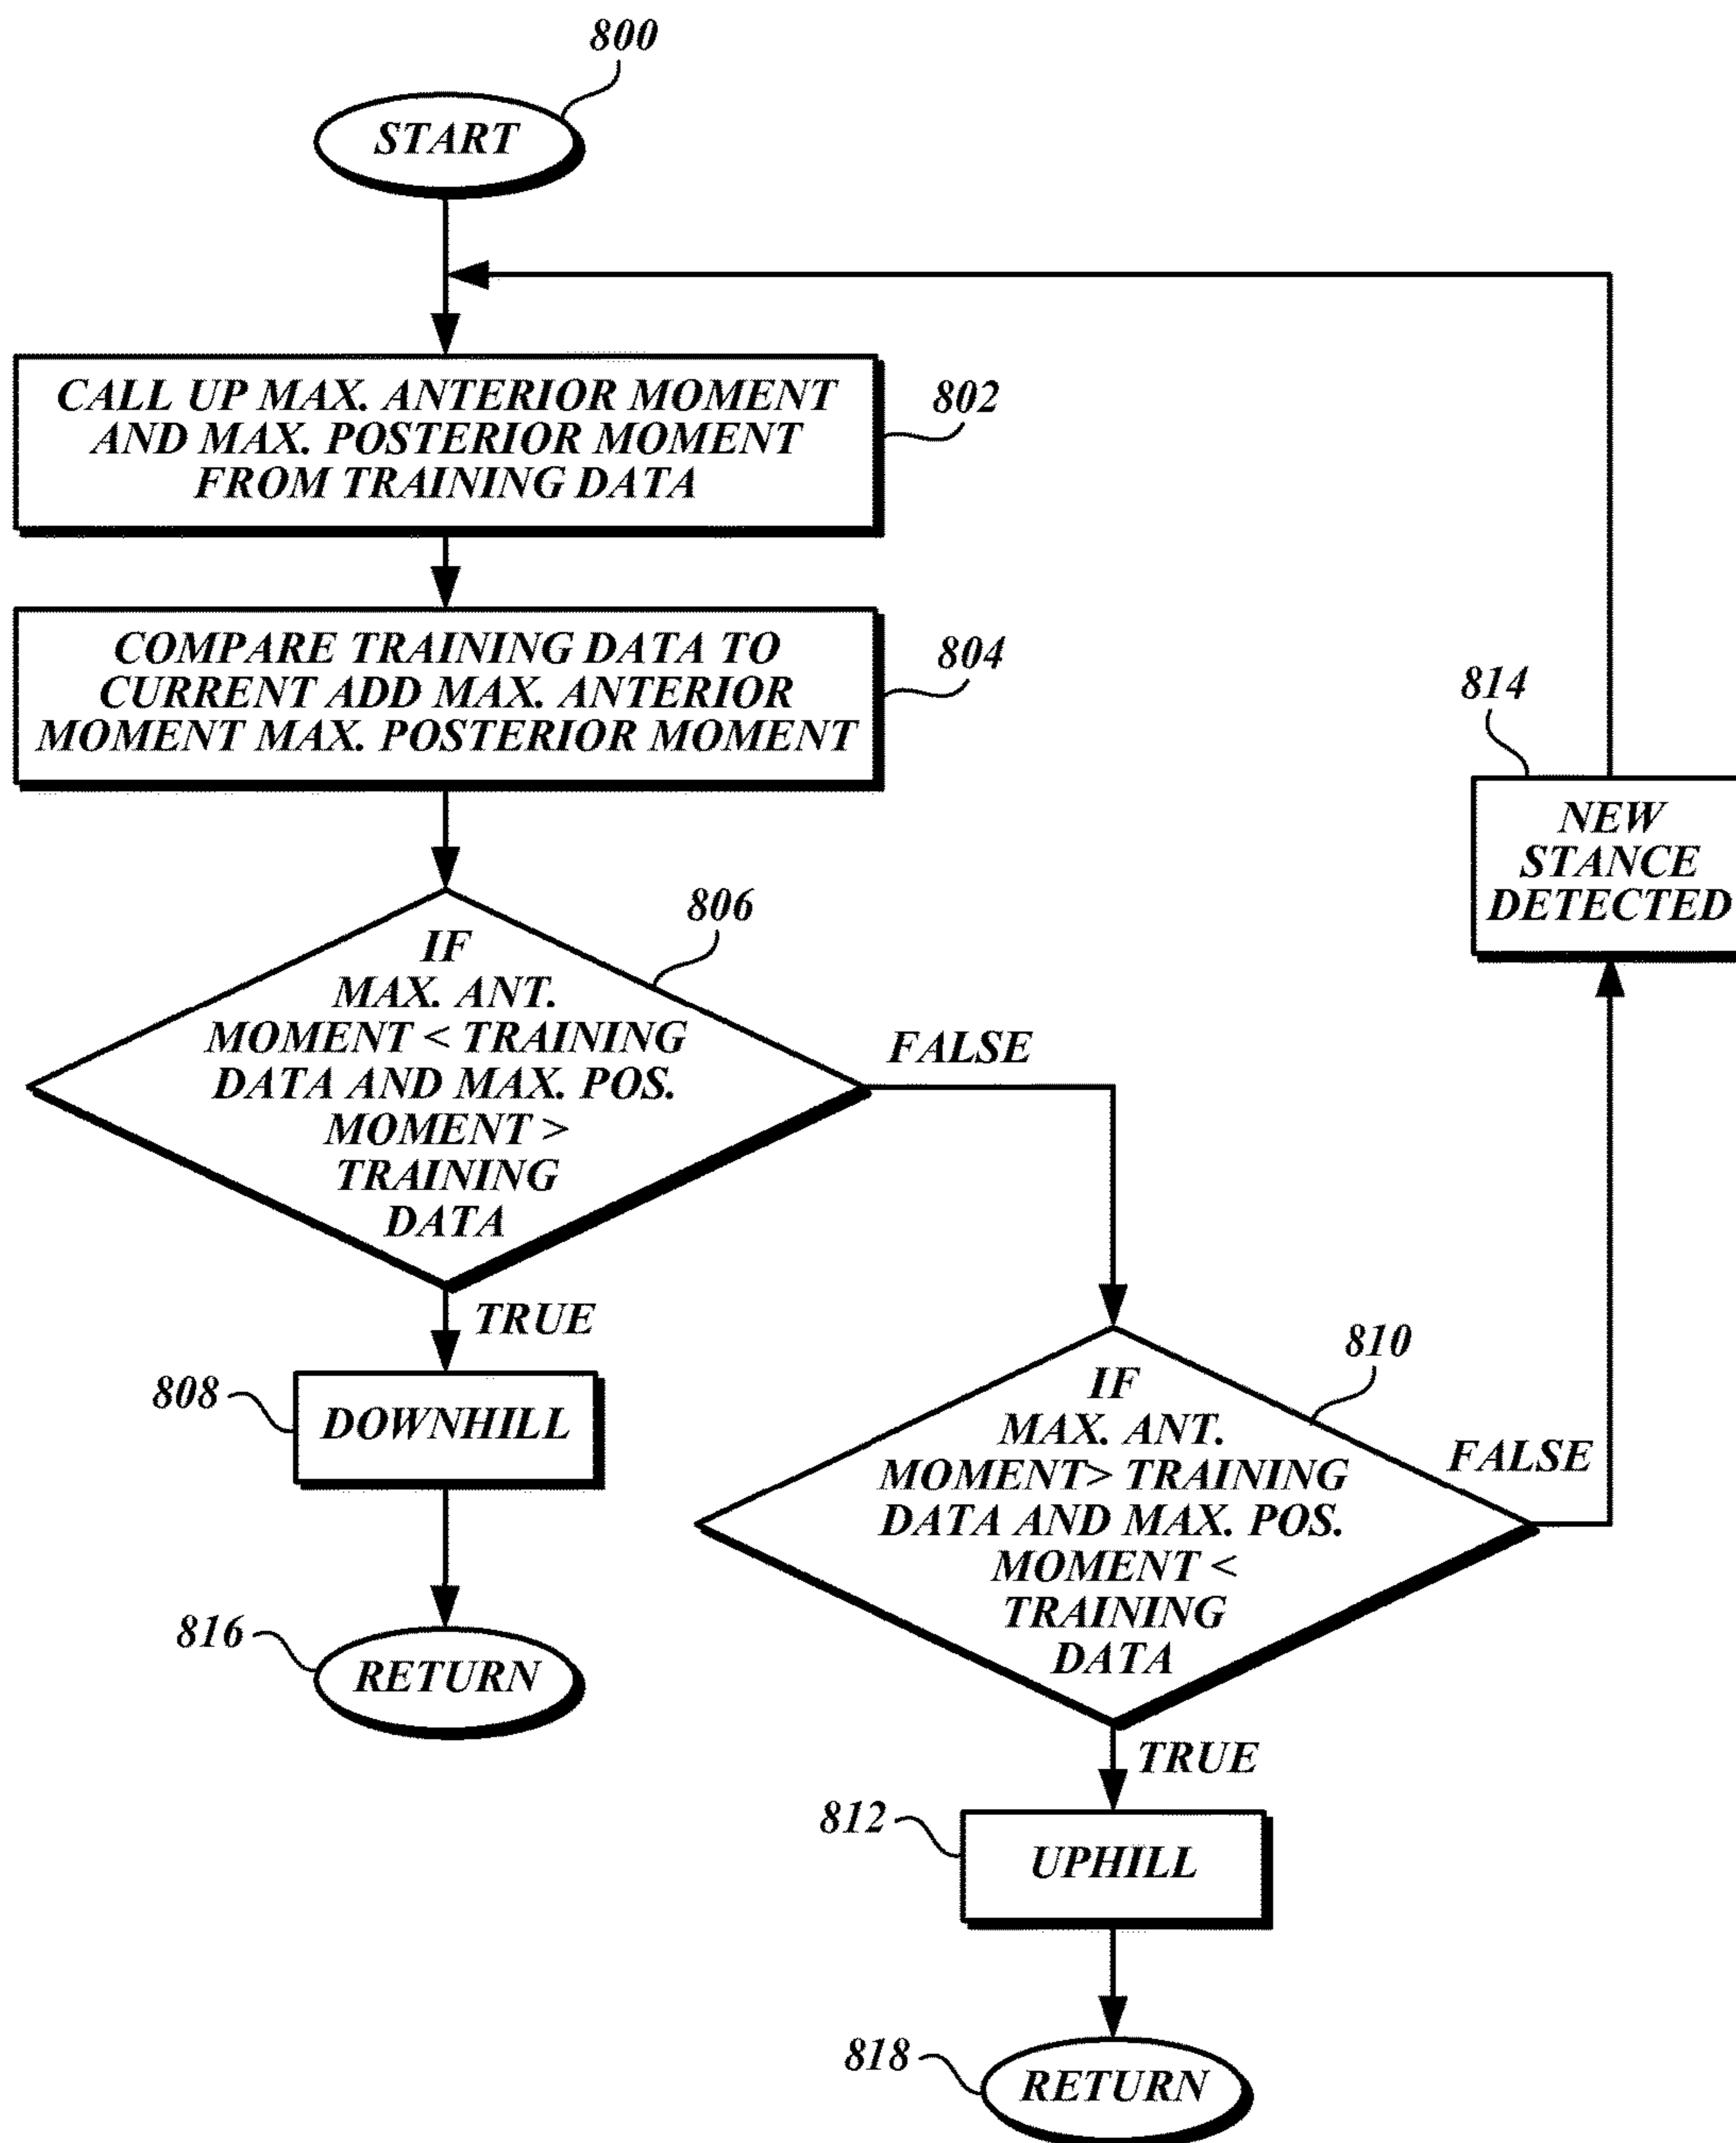 800
START
CALL UP MAX. ANTERIOR MOMENT
AND MAX. POSTERIOR MOMENT
FROM TRAINING DATA
802
COMPARE TRAINING DATA TO
CURRENT ADD MAX. ANTERIOR
MOMENT MAX. POSTERIOR MOMENT
804
814
NEW
STANCE
DETECTED
806
IF
MAX. ANT.
MOMENT < TRAINING
DATA AND MAX. POS.
MOMENT >
TRAINING
DATA
FALSE
TRUE
808
DOWNHILL
816
RETURN
810
IF
MAX. ANT.
MOMENT> TRAINING
DATA AND MAX. POS.
MOMENT <
TRAINING
DATA
FALSE
TRUE
812
UPHILL
818
RETURN